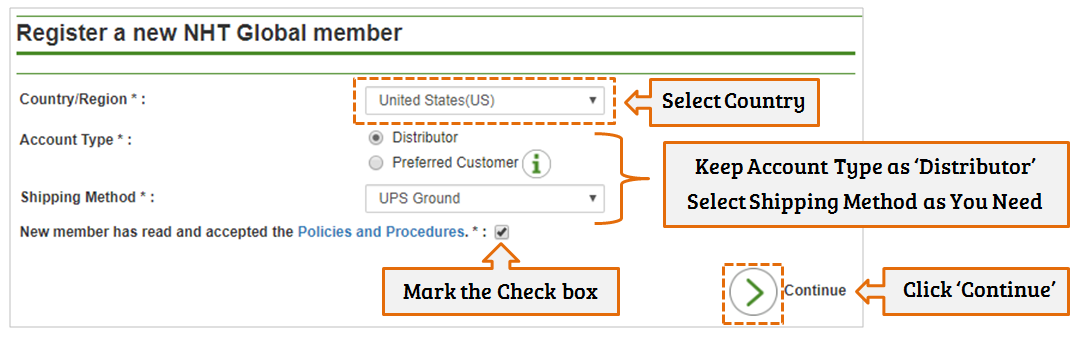 Register a new NHT Global member
Country/Region * :
United States(US)
Select Country
Account Type * :
Distributor
Preferred Customer
Keep Account Type as ‘Distributor’
Select Shipping Method as You Need
Shipping Method * :
UPS Ground
New member has read and accepted the Policies and Procedures. * :
Mark the Check box
Continue
Click ‘Continue’